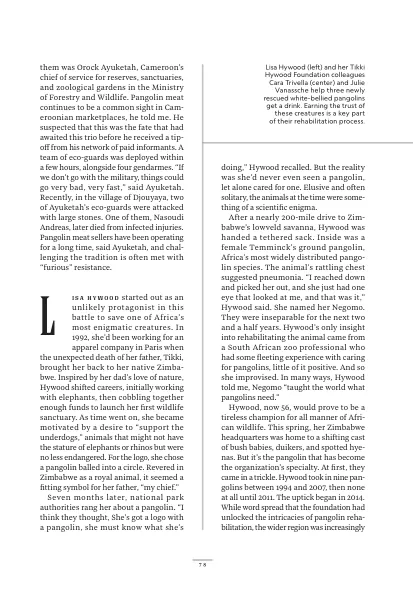 them was Orock Ayuketah, Cameroon's
chief of service for reserves, sanctuaries,
and zoological gardens in the Ministry
of Forestry and Wildlife. Pangolin meat
continues to be a common sight in Cam-
eroonian marketplaces, he told me. He
suspected that this was the fate that had
awaited this trio before he received a tip-
off from his network of paid informants. A
team of eco-guards was deployed within
a few hours, alongside four gendarmes. “If
we don't go with the military, things could
go very bad, very fast,” said Ayuketah.
Recently, in the village of Djouyaya, two
of Ayuketah's eco-guards were attacked
with large stones. One of them, Nasoudi
Andreas, later died from infected injuries.
Pangolin meat sellers have been operating
for a long time, said Ayuketah, and chal-
lenging the tradition is often met with
“furious” resistance.
LISA HYWOOD started out as an
unlikely protagonist in this
battle to save one of Africa's
most enigmatic creatures. In
1992, she'd been working for an
apparel company in Paris when
the unexpected death of her father, Tikki,
brought her back to her native Zimba-
bwe. Inspired by her dad's love of nature,
Hywood shifted careers, initially working
with elephants, then cobbling together
enough funds to launch her first wildlife
sanctuary. As time went on, she became
motivated by a desire to “support the
underdogs,” animals that might not have
the stature of elephants or rhinos but were
no less endangered. For the logo, she chose
a pangolin balled into a circle. Revered in
Zimbabwe as a royal animal, it seemed a
fitting symbol for her father, “my chief.”
Seven months later, national park
authorities rang her about a pangolin. “I
think they thought, She's got a logo with
a pangolin, she must know what she's
Lisa Hywood (left) and her Tikki
Hywood Foundation colleagues
Cara Trivella (center) and Julie
Vanassche help three newly
rescued white-bellied pangolins
get a drink. Earning the trust of
these creatures is a key part
of their rehabilitation process.
doing,” Hywood recalled. But the reality
was she'd never even seen a pangolin,
let alone cared for one. Elusive and often
solitary, the animals at the time were some-
thing of a scientific enigma.
After a nearly 200-mile drive to Zim-
babwe's lowveld savanna, Hywood was
handed a tethered sack. Inside was a
female Temminck's ground pangolin,
Africa's most widely distributed pango-
lin species. The animal's rattling chest
suggested pneumonia. “I reached down
and picked her out, and she just had one
eye that looked at me, and that was it,”
Hywood said. She named her Negomo.
They were inseparable for the next two
and a half years. Hywood's only insight
into rehabilitating the animal came from
a South African zoo professional who
had some fleeting experience with caring
for pangolins, little of it positive. And so
she improvised. In many ways, Hywood
told me, Negomo “taught the world what
pangolins need.”
Hywood, now 56, would prove to be a
tireless champion for all manner of Afri-
can wildlife. This spring, her Zimbabwe
headquarters was home to a shifting cast
of bush babies, duikers, and spotted hye-
nas. But it's the pangolin that has become
the organization's specialty. At first, they
came in a trickle. Hywood took in nine pan-
golins between 1994 and 2007, then none
at all until 2011. The uptick began in 2014.
While word spread that the foundation had
unlocked the intricacies of pangolin reha-
bilitation, the wider region was increasingly
78